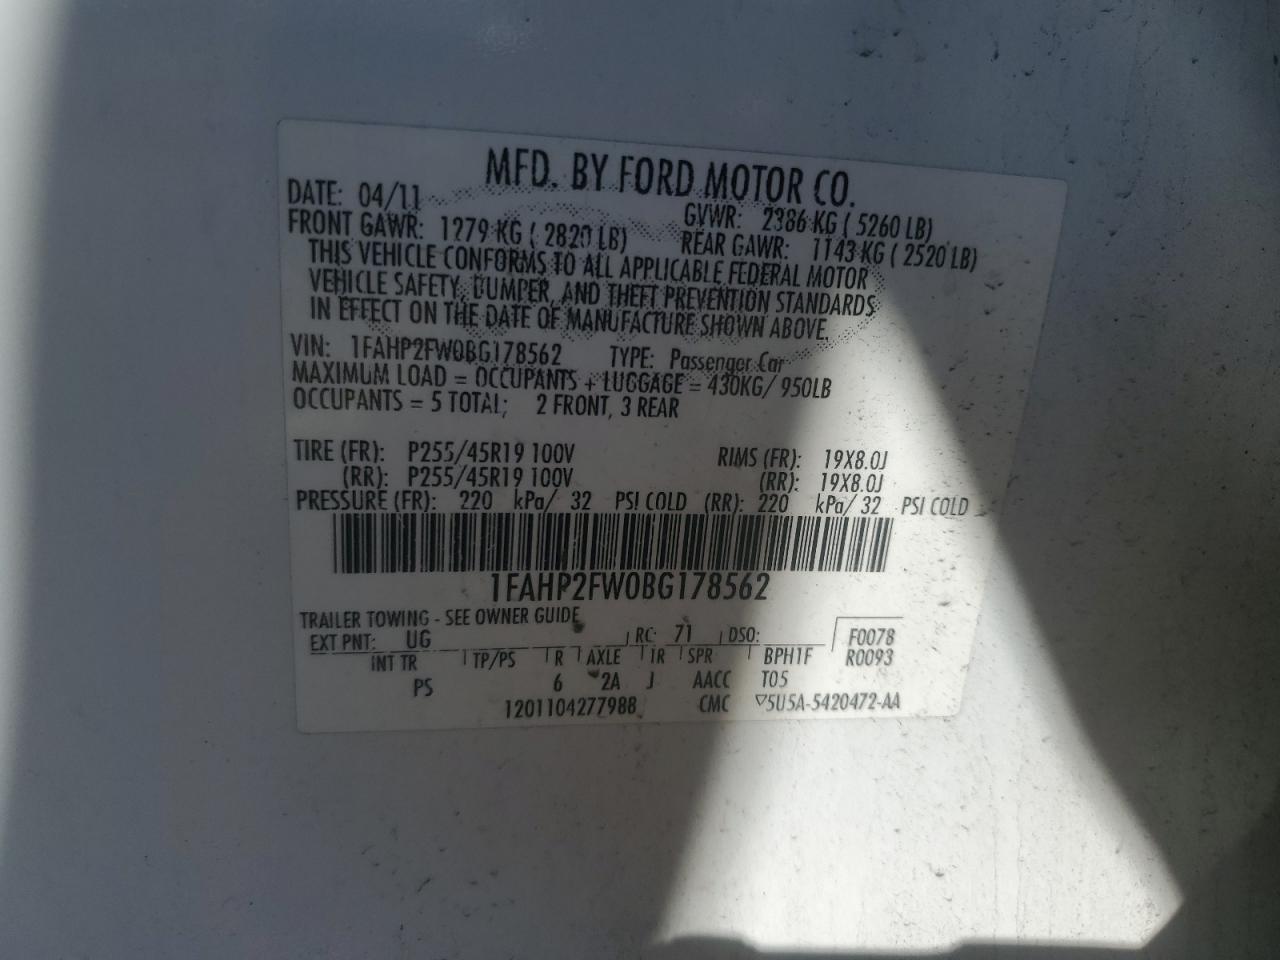 MFD. BY FORD MOTOR CO.
DATE: 04/11 GVWR: 2386 KG ( 5260 LB)
FRONT GAWR: 1279 KG ( 2820 LB) REAR GAWR: 1143 KG ( 2520 LB)
THIS VEHICLE CONFORMS TO ALL APPLICABLE FEDERAL MOTOR
VEHICLE SAFETY, BUMPER, AND THEFT PREVENTION STANDARDS
IN EFFECT ON THE DATE OF MANUFACTURE SHOWN ABOVE.
VIN: 1FAHP2FW0BG178562 TYPE: Passenger Car
MAXIMUM LOAD = OCCUPANTS + LUGGAGE = 430KG/ 950LB
OCCUPANTS = 5 TOTAL; 2 FRONT, 3 REAR
TIRE (FR): P255/45R19 100V RIMS (FR): 19X8.0J
(RR): P255/45R19 100V (RR): 19X8.0J
PRESSURE (FR): 220 kPa/ 32 PSI COLD (RR): 220 kPa/ 32 PSI COLD
1FAHP2FW0BG178562
TRAILER TOWING - SEE OWNER GUIDE
EXT PNT: UG RC: 71 DSO: F0078
INT TR TP/PS R AXLE TR SPR BPH1F R0093
PS 6 2A J AACC T05
1201104277988 CMC ▽5U5A-5420472-AA